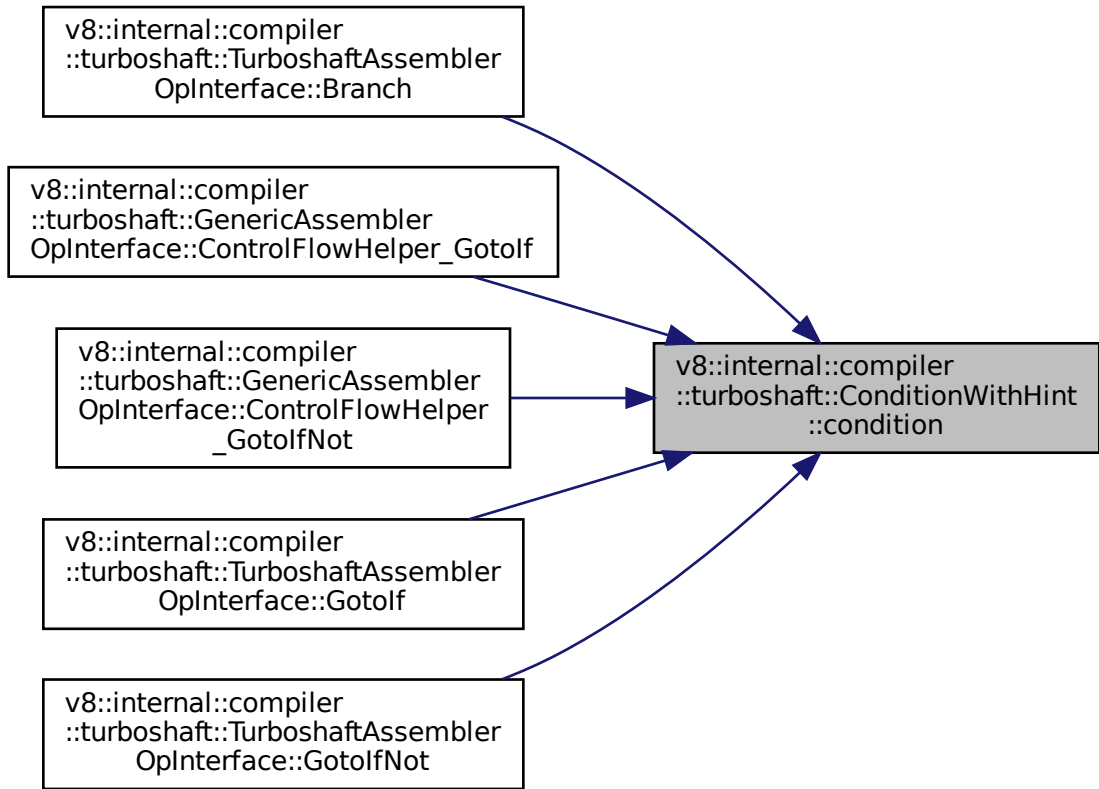 v8::internal::compiler
::turboshaft::TurboshaftAssembler
OpInterface::Branch
v8::internal::compiler
::turboshaft::GenericAssembler
OpInterface::ControlFlowHelper_GotoIf
v8::internal::compiler
::turboshaft::GenericAssembler
OpInterface::ControlFlowHelper
_GotoIfNot
v8::internal::compiler
::turboshaft::TurboshaftAssembler
OpInterface::GotoIf
v8::internal::compiler
::turboshaft::TurboshaftAssembler
OpInterface::GotoIfNot
v8::internal::compiler
::turboshaft::ConditionWithHint
::condition